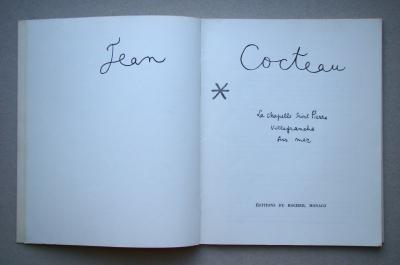 Jean Cocteau
La Chapelle Saint Pierre
Villefranche
sur mer
ÉDITIONS DU ROCHER, MONACO